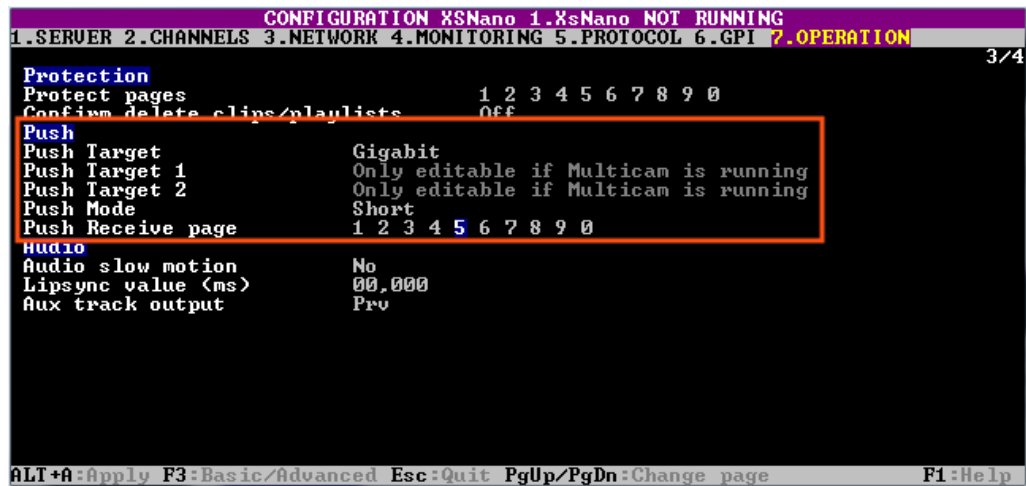 CONFIGURATION XSNano 1.XsNano NOT RUNNING
1.SERVER 2.CHANNELS 3.NETWORK 4.MONITORING 5.PROTOCOL 6.GPI 7.OPERATION
3/4
Protection
Protect pages 1 2 3 4 5 6 7 8 9 0
Confirm delete clips/playlists Off
Push
Push Target Gigabit
Push Target 1 Only editable if Multicam is running
Push Target 2 Only editable if Multicam is running
Push Mode Short
Push Receive page 1 2 3 4 5 6 7 8 9 0
Audio
Audio slow motion No
Lipsync value (ms) 00,000
Aux track output Prv
ALT+A:Apply F3:Basic/Advanced Esc:Quit PgUp/PgDn:Change page F1:Help